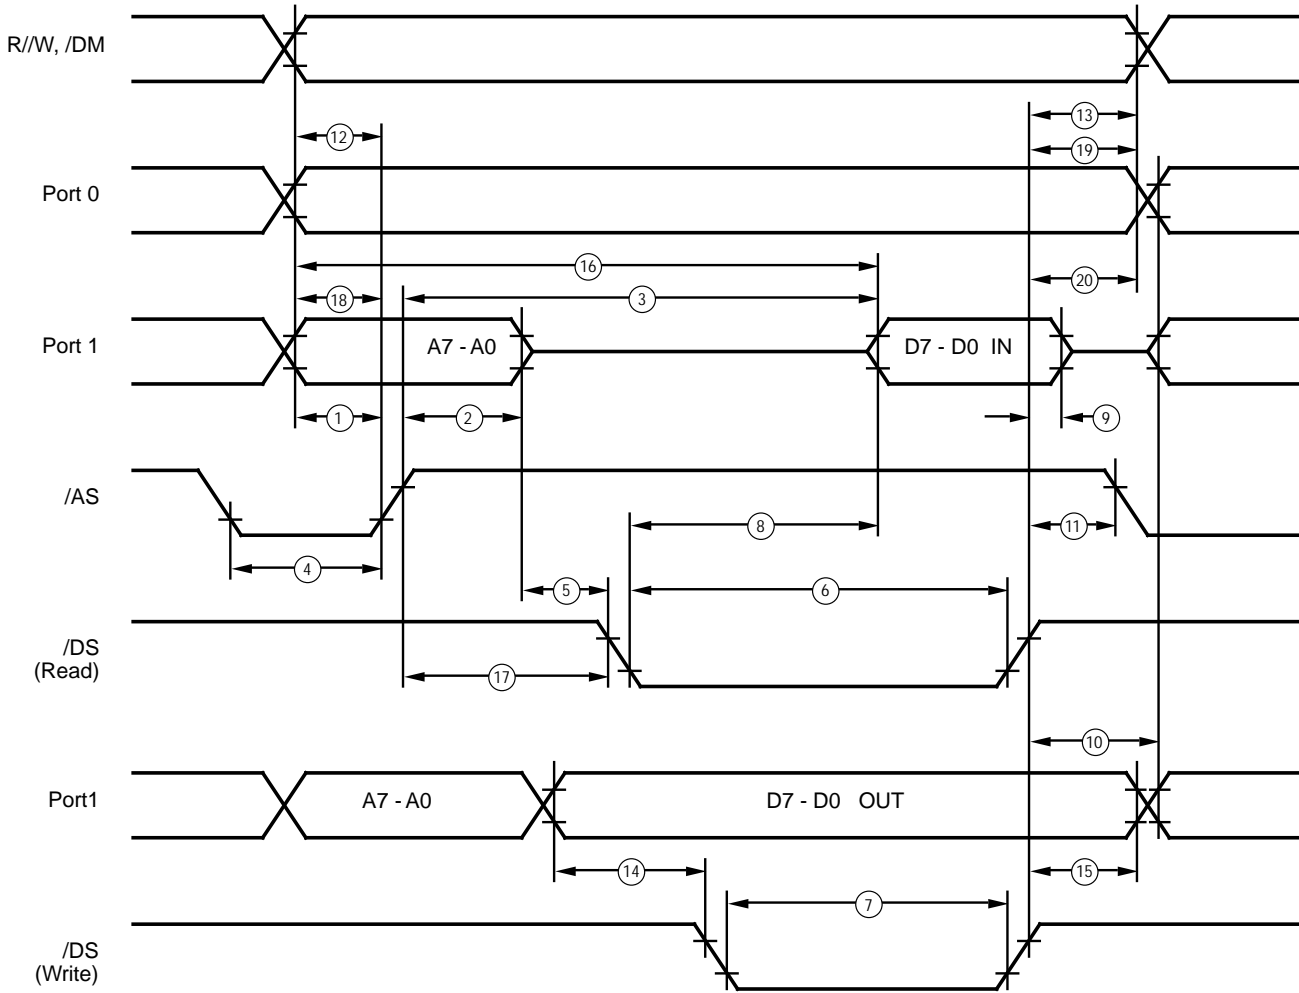 R//W, /DM
13
12
19
Port 0
16
20
18
3
Port 1
A7 - A0
D7 - D0 IN
1
2
9
/AS
8
11
4
5
6
/DS
(Read)
17
10
Port1
A7 - A0
D7 - D0 OUT
14
15
7
/DS
(Write)